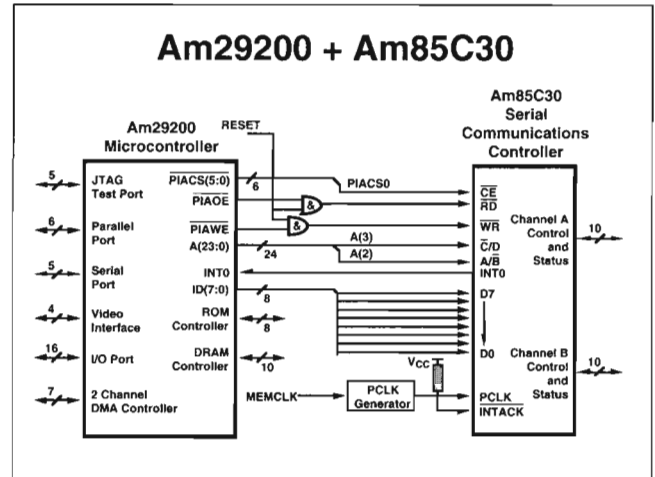 Am29200 + Am85C30
Am29200
Microcontroller
RESET
Am85C30
Serial
Communications
Controller
5
JTAG
Test Port
PIACS(5:0)
6
PIACS0
CE
PIAOE
&
RD
6
Parallel
Port
PIAWE
&
WR
Channel A
Control
and
Status
10
A(23:0)
24
A(3)
C/D
A(2)
A/B
5
Serial
Port
INT0
INT0
ID(7:0)
8
D7
4
Video
Interface
ROM
Controller
8
16
I/O Port
DRAM
Controller
10
VCC
D0
Channel B
Control
and
Status
10
7
2 Channel
DMA Controller
MEMCLK
PCLK
Generator
PCLK
INTACK